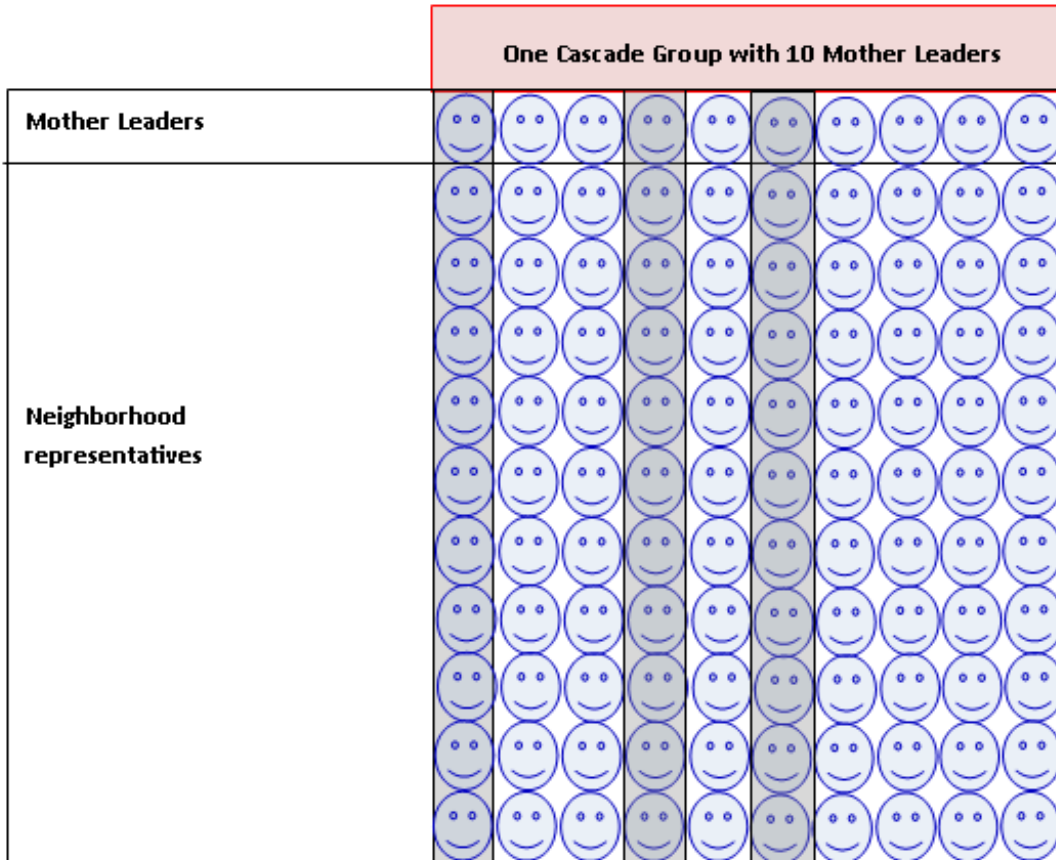 One Cascade Group with 10 Mother Leaders
Mother Leaders
Neighborhood
representatives